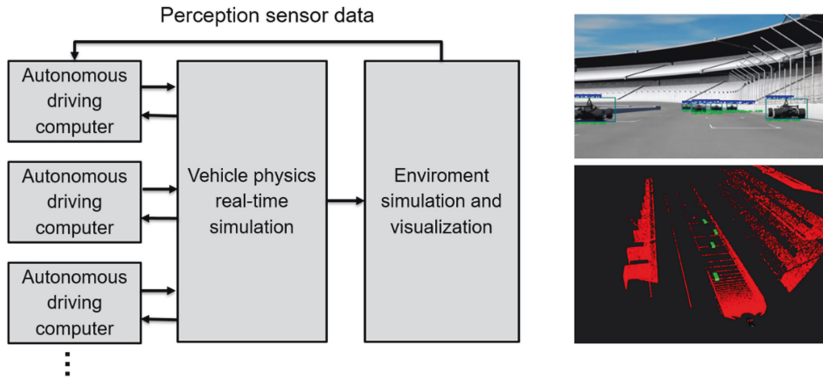 Perception sensor data
Autonomous
driving
computer
Autonomous
driving
computer
Autonomous
driving
computer
Vehicle physics
real-time
simulation
Enviroment
simulation and
visualization